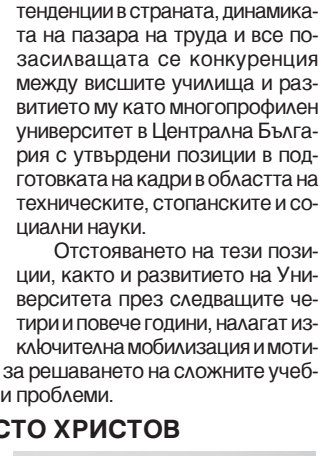 тенденции в страната, динамика-
та на пазара на труда и все по-
засилващата се конкуренция
между висшите училища и раз-
витието му като многопрофилен
университет в Централна Бълга-
рия с утвърдени позиции в под-
готовката на кадри в областта на
техническите, стопанските и со-
циални науки.
Отстояването на тези пози-
ции, както и развитието на Уни-
верситета през следващите че-
тири и повече години, налагат из-
ключителна мобилизация и моти-
за решаването на сложните учеб-
и проблеми.
СТО ХРИСТОВ